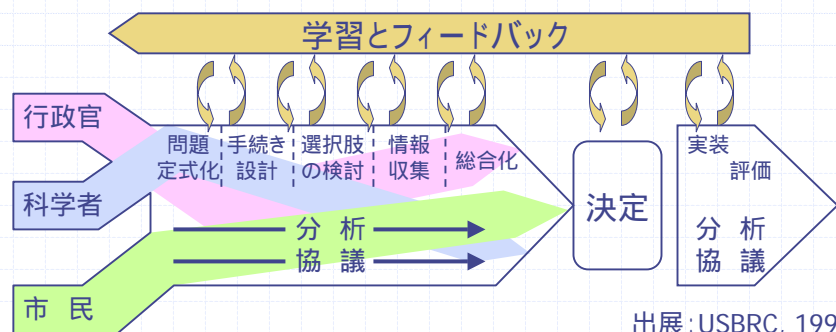 学習とフィードバック
行政官
科学者
市 民
問題
定式化
手続き
設計
選択肢
の検討
情報
収集
総合化
分 析
協 議
決定
実装
評価
分 析
協 議
出展:USBRC, 199